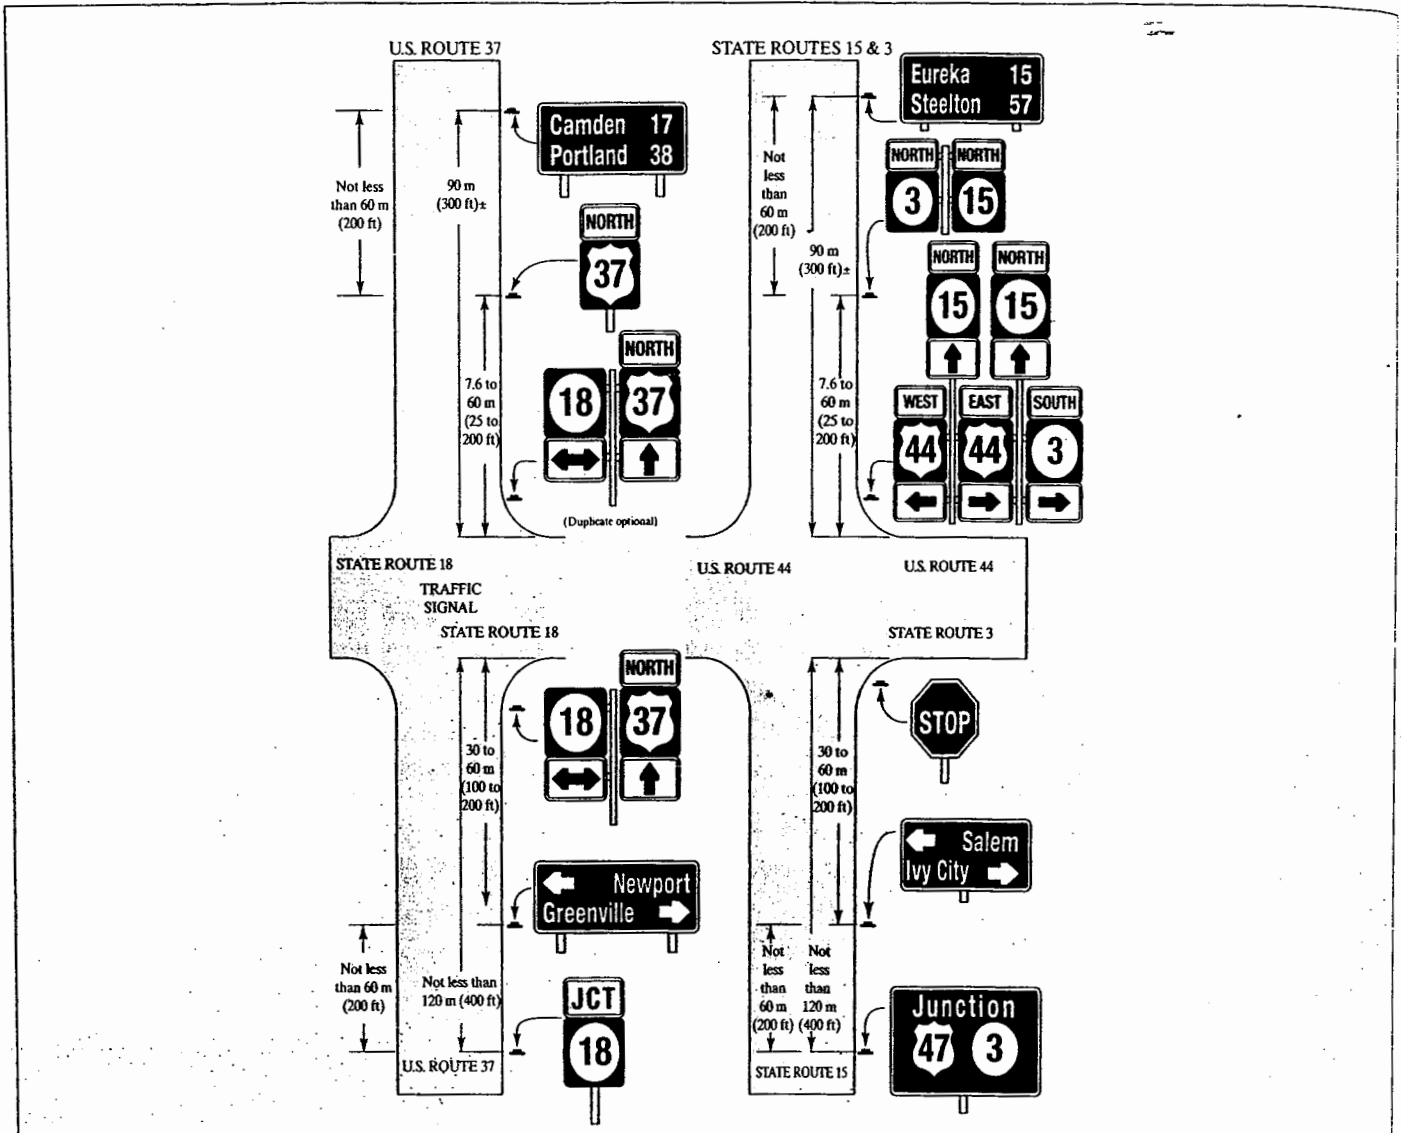 U.S. ROUTE 37
Camden 17
Portland 38
Not less
than 60 m
(200 ft)
90 m
(300 ft)±
NORTH
37
7.6 to
60 m
(25 to
200 ft)
NORTH
18 37
(Duplicate optional)
STATE ROUTE 18
TRAFFIC
SIGNAL
STATE ROUTE 18
NORTH
18 37
30 to
60 m
(100 to
200 ft)
Newport
Greenville
Not less
than 60 m
(200 ft)
Not less than
120 m (400 ft)
JCT
18
U.S. ROUTE 37
STATE ROUTES 15 & 3
Eureka 15
Steelton 57
Not
less
than
60 m
(200 ft)
90 m
(300 ft)±
NORTH NORTH
3 15
NORTH NORTH
15 15
7.6 to
60 m
(25 to
200 ft)
WEST EAST SOUTH
44 44 3
U.S. ROUTE 44
U.S. ROUTE 44
STATE ROUTE 3
STOP
30 to
60 m
(100 to
200 ft)
Salem
Ivy City
Not
less
than
60 m
(200 ft)
Not
less
than
120 m
(400 ft)
Junction
47 3
STATE ROUTE 15